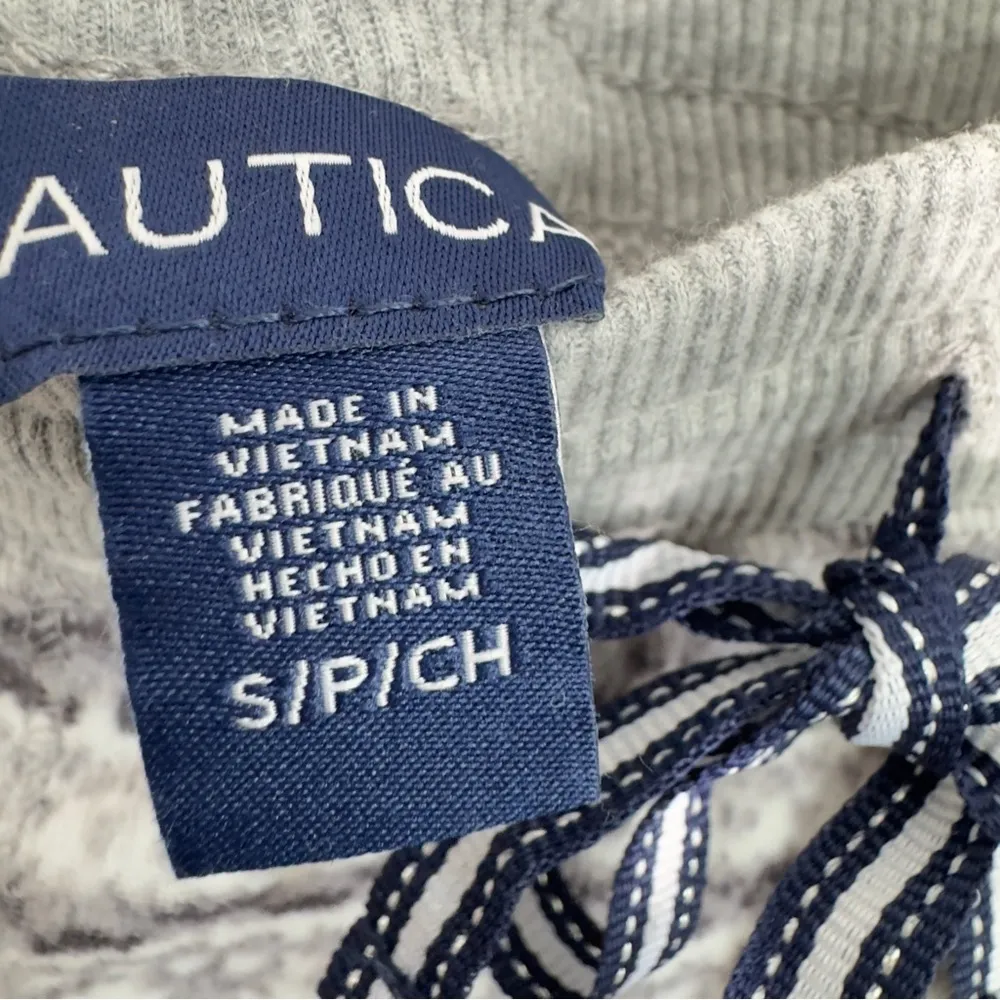 AUTICA
MADE IN
VIETNAM
FABRIQUÉ AU
VIETNAM
HECHO EN
VIETNAM
S/P/CH